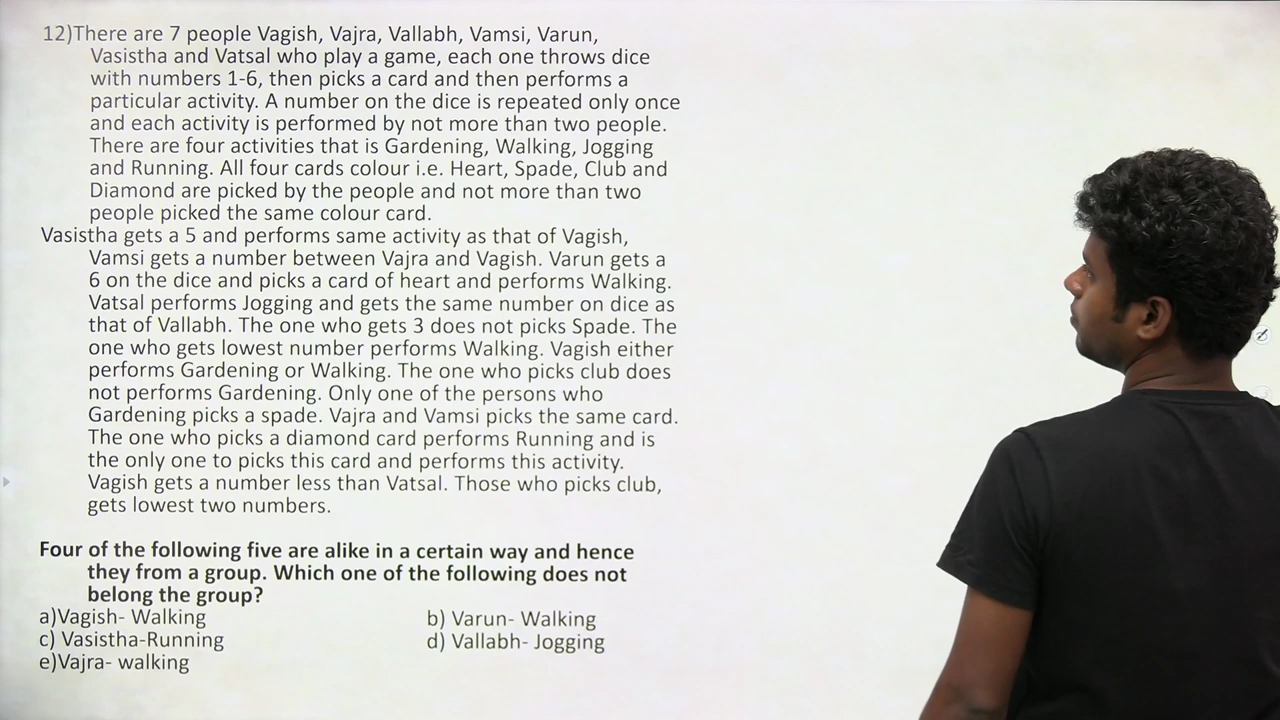 12)There are 7 people Vagish, Vajra, Vallabh, Vamsi, Varun,
Vasistha and Vatsal who play a game, each one throws dice
with numbers 1-6, then picks a card and then performs a
particular activity. A number on the dice is repeated only once
and each activity is performed by not more than two people.
There are four activities that is Gardening, Walking, Jogging
and Running. All four cards colour i.e. Heart, Spade, Club and
Diamond are picked by the people and not more than two
people picked the same colour card.
Vasistha gets a 5 and performs same activity as that of Vagish,
Vamsi gets a number between Vajra and Vagish. Varun gets a
6 on the dice and picks a card of heart and performs Walking.
Vatsal performs Jogging and gets the same number on dice as
that of Vallabh. The one who gets 3 does not picks Spade. The
one who gets lowest number performs Walking. Vagish either
performs Gardening or Walking. The one who picks club does
not performs Gardening. Only one of the persons who
Gardening picks a spade. Vajra and Vamsi picks the same card.
The one who picks a diamond card performs Running and is
the only one to picks this card and performs this activity.
Vagish gets a number less than Vatsal. Those who picks club,
gets lowest two numbers.
Four of the following five are alike in a certain way and hence
they from a group. Which one of the following does not
belong the group?
a)Vagish- Walking
b) Varun- Walking
c) Vasistha-Running
d) Vallabh- Jogging
e)Vajra- walking